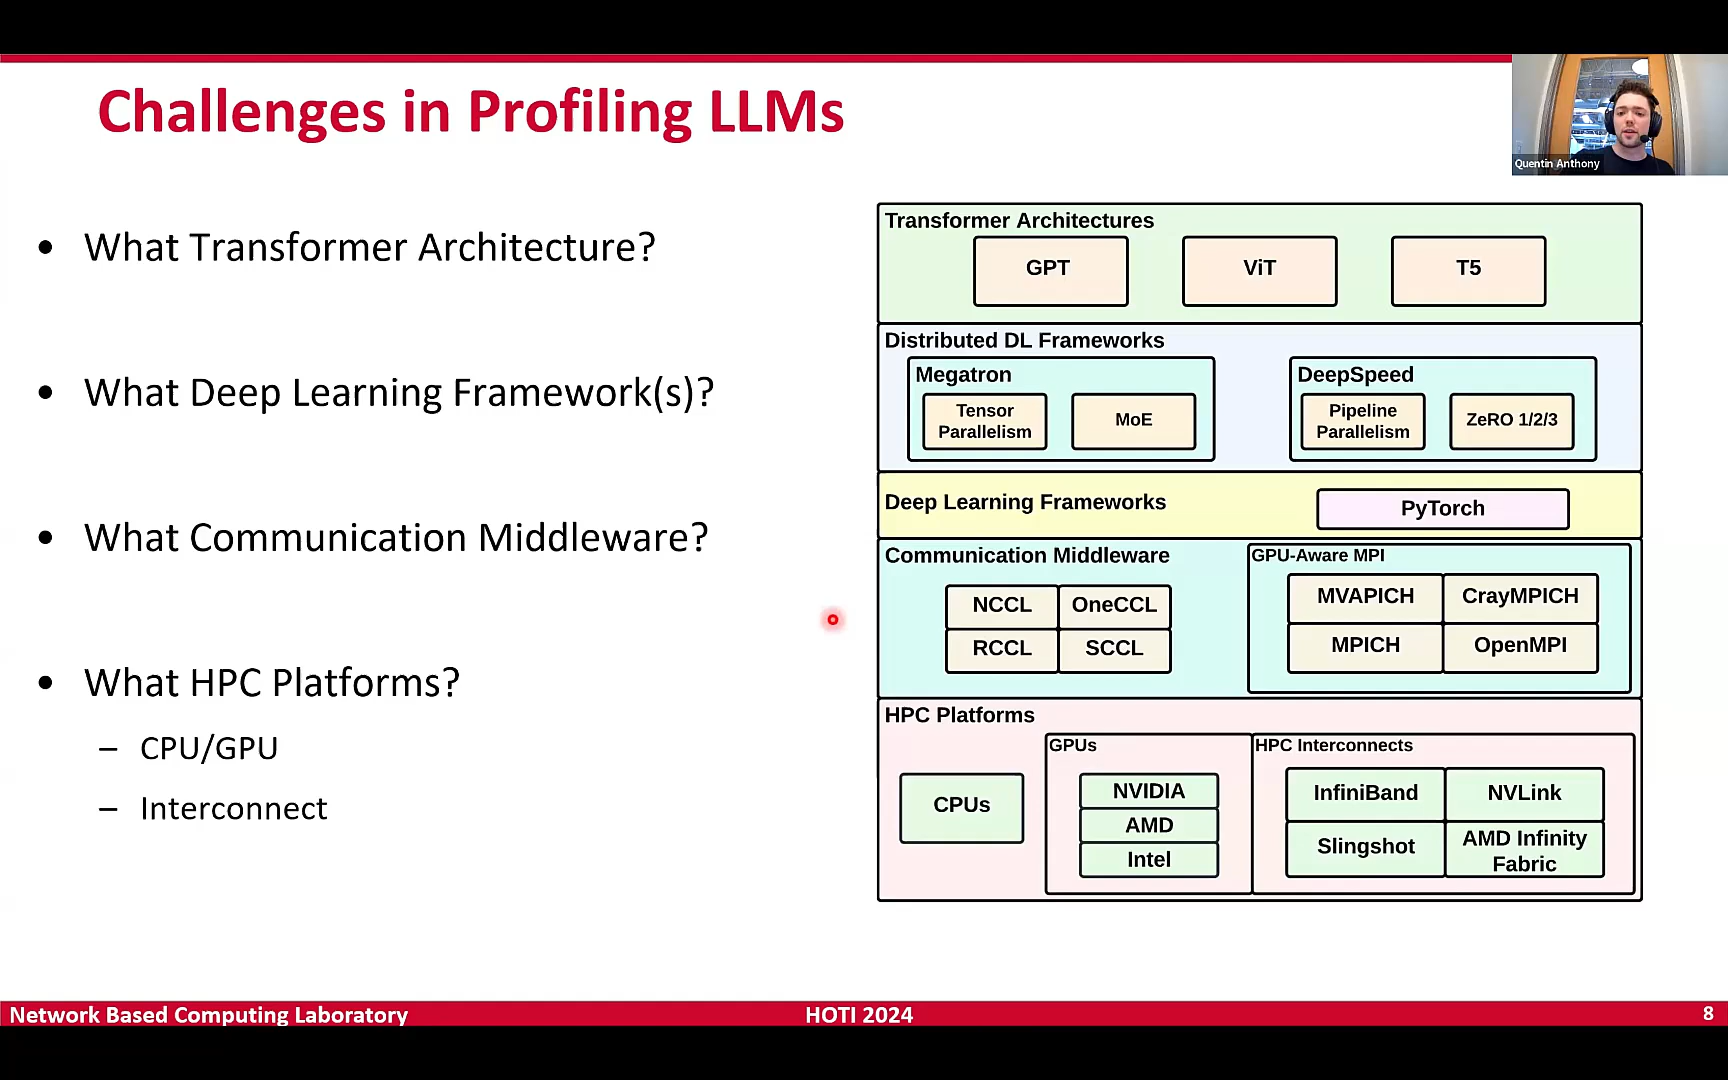 Challenges in Profiling LLMs
Quentin Anthony
• What Transformer Architecture?
• What Deep Learning Framework(s)?
• What Communication Middleware?
• What HPC Platforms?
– CPU/GPU
– Interconnect
Transformer Architectures
GPT
ViT
T5
Distributed DL Frameworks
Megatron
Tensor
Parallelism
MoE
DeepSpeed
Pipeline
Parallelism
ZeRO 1/2/3
Deep Learning Frameworks
PyTorch
Communication Middleware
NCCL
OneCCL
RCCL
SCCL
GPU-Aware MPI
MVAPICH
CrayMPICH
MPICH
OpenMPI
HPC Platforms
CPUs
GPUs
NVIDIA
AMD
Intel
HPC Interconnects
InfiniBand
NVLink
Slingshot
AMD Infinity
Fabric
Network Based Computing Laboratory
HOTI 2024
8